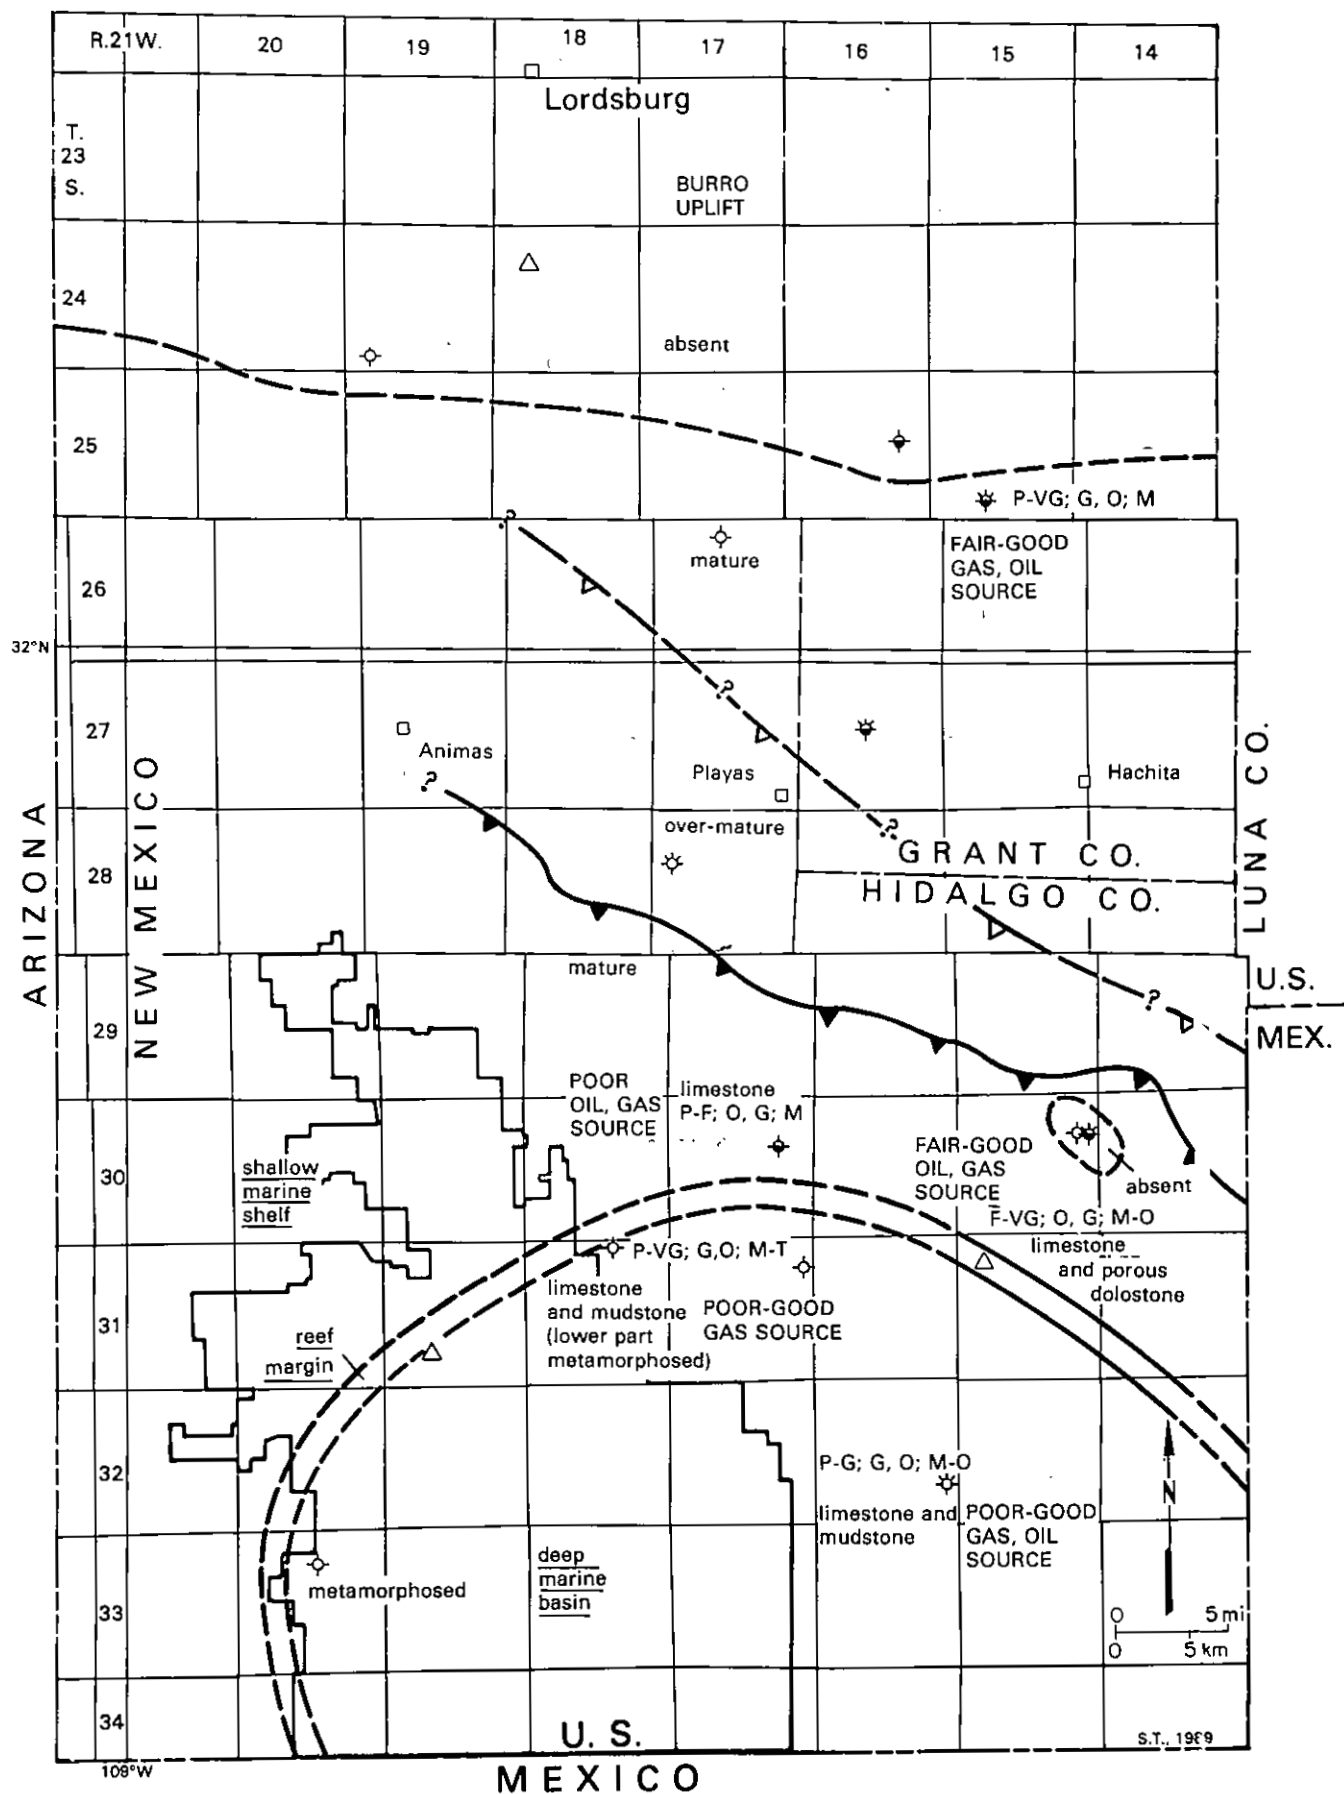 R.21W.
20
19
18
17
16
15
14
Lordsburg
T.
23
S.
BURRO
UPLIFT
24
absent
25
P-VG; G, O; M
?
mature
FAIR-GOOD
GAS, OIL
SOURCE
26
32°N
?
27
Animas
Playas
Hachita
?
over-mature
?
GRANT CO.
HIDALGO CO.
28
LUNA CO.
ARIZONA
NEW MEXICO
mature
U.S.
MEX.
?
29
POOR
OIL, GAS
SOURCE
limestone
P-F; O, G; M
FAIR-GOOD
OIL, GAS
SOURCE
absent
30
shallow
marine
shelf
F-VG; O, G; M-O
P-VG; G,O; M-T
limestone
and porous
dolostone
limestone
and mudstone
(lower part
metamorphosed)
POOR-GOOD
GAS SOURCE
31
reef
margin
32
P-G; G, O; M-O
limestone and
mudstone
POOR-GOOD
GAS, OIL
SOURCE
N
metamorphosed
deep
marine
basin
33
0 5 mi
0 5 km
34
U. S.
MEXICO
S.T., 1989
109°W